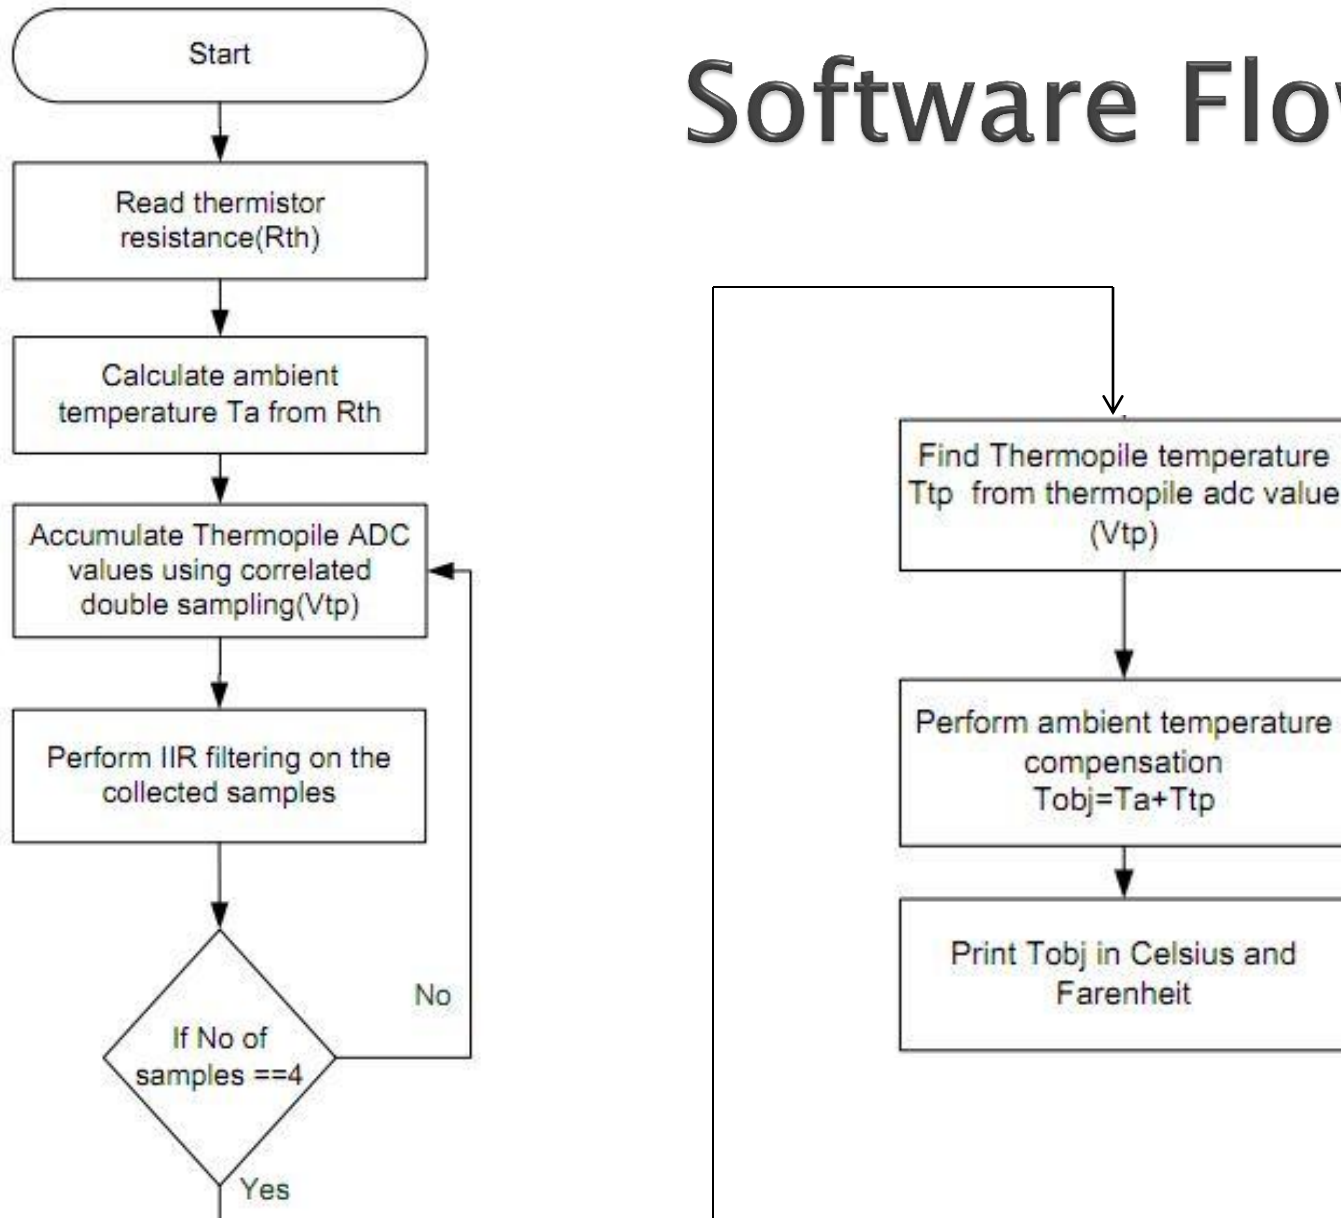 Start
Software Flo
Read thermistor
resistance(Rth)
Calculate ambient
temperature Ta from Rth
Accumulate Thermopile ADC
values using correlated
double sampling(Vtp)
Perform IIR filtering on the
collected samples
If No of
samples ==4
No
Yes
Find Thermopile temperature
Ttp from thermopile adc value
(Vtp)
Perform ambient temperature
compensation
Tobj=Ta+Ttp
Print Tobj in Celsius and
Farenheit